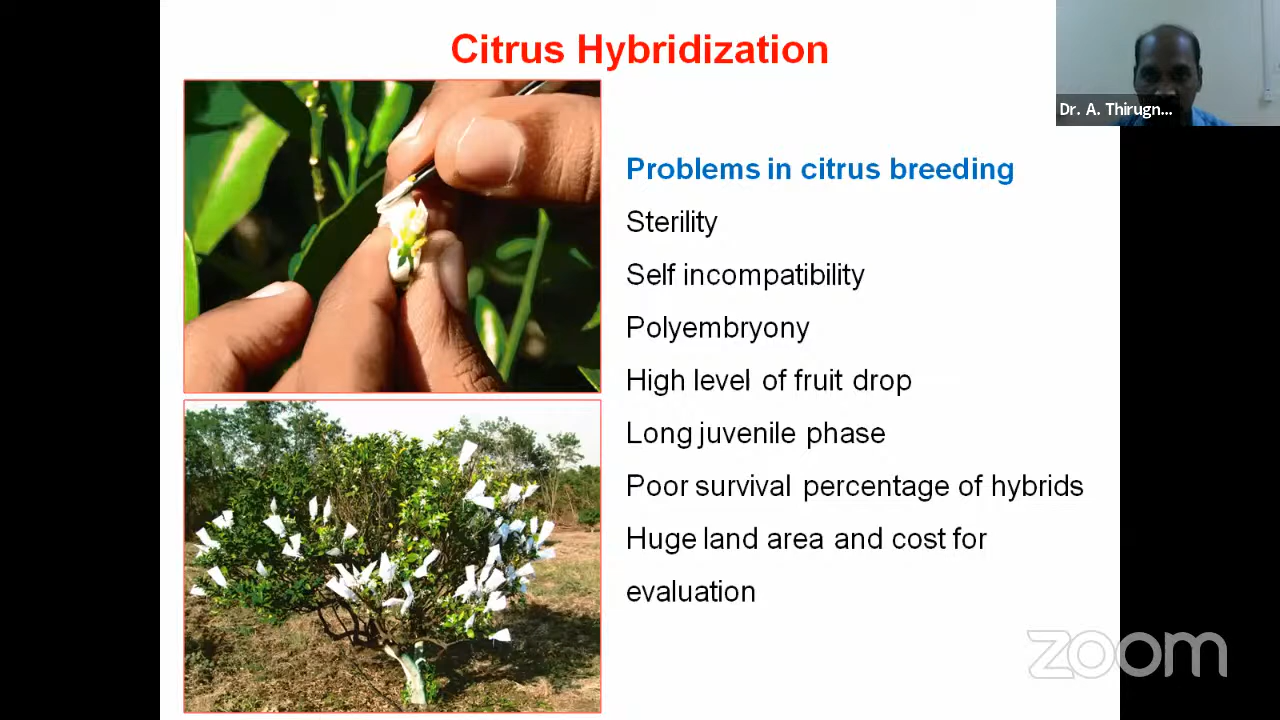 Citrus Hybridization
Dr. A. Thirugn...
Problems in citrus breeding
Sterility
Self incompatibility
Polyembryony
High level of fruit drop
Long juvenile phase
Poor survival percentage of hybrids
Huge land area and cost for
evaluation
zoom